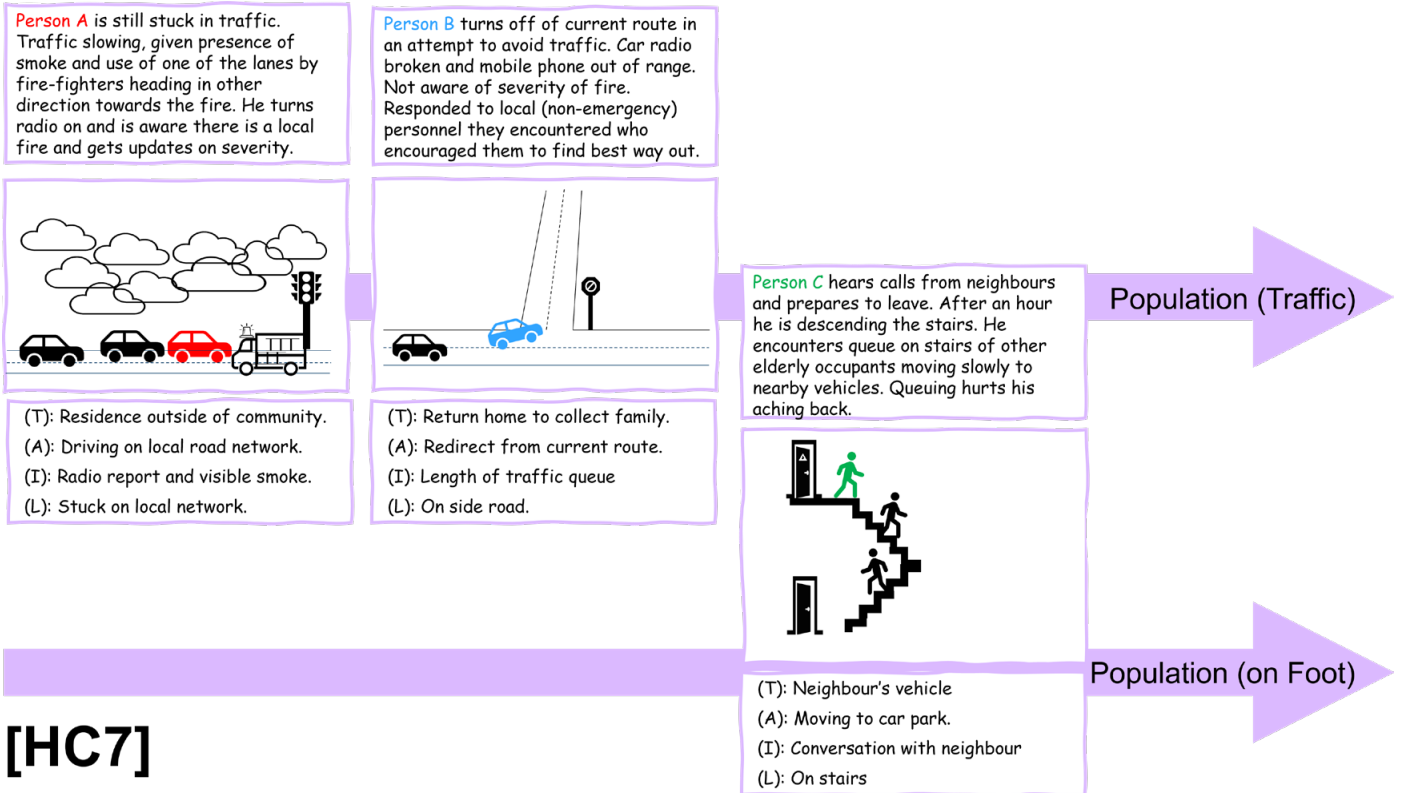 Person A is still stuck in traffic.
Traffic slowing, given presence of
smoke and use of one of the lanes by
fire-fighters heading in other
direction towards the fire. He turns
radio on and is aware there is a local
fire and gets updates on severity.
(T): Residence outside of community.
(A): Driving on local road network.
(I): Radio report and visible smoke.
(L): Stuck on local network.
Person B turns off of current route in
an attempt to avoid traffic. Car radio
broken and mobile phone out of range.
Not aware of severity of fire.
Responded to local (non-emergency)
personnel they encountered who
encouraged them to find best way out.
(T): Return home to collect family.
(A): Redirect from current route.
(I): Length of traffic queue
(L): On side road.
Person C hears calls from neighbours
and prepares to leave. After an hour
he is descending the stairs. He
encounters queue on stairs of other
elderly occupants moving slowly to
nearby vehicles. Queuing hurts his
aching back.
(T): Neighbour's vehicle
(A): Moving to car park.
(I): Conversation with neighbour
(L): On stairs
Population (Traffic)
Population (on Foot)
[HC7]